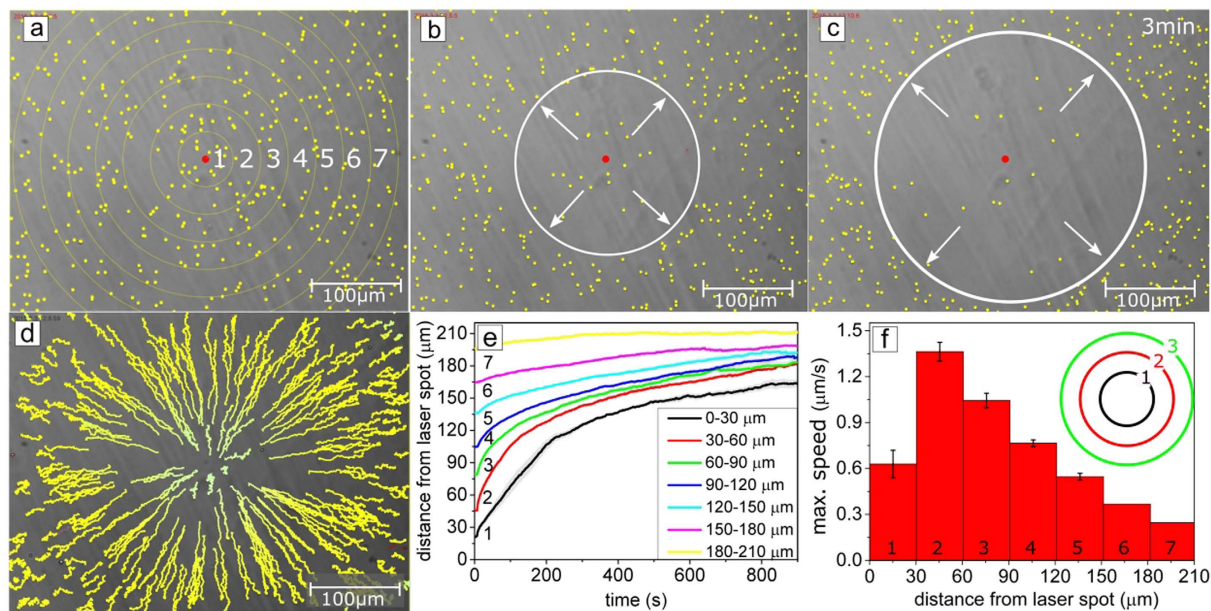 a
1 2 3 4 5 6 7
100µm
b
100µm
c
3min
100µm
d
100µm
e
distance from laser spot (µm)
210
180
150
120
90
60
30
0
7
6
5
4
3
2
1
0-30 µm
30-60 µm
60-90 µm
90-120 µm
120-150 µm
150-180 µm
180-210 µm
0 200 400 600 800
time (s)
f
max. speed (µm/s)
1.5
1.2
0.9
0.6
0.3
0.0
3
2
1
1 2 3 4 5 6 7
0 30 60 90 120 150 180 210
distance from laser spot (µm)